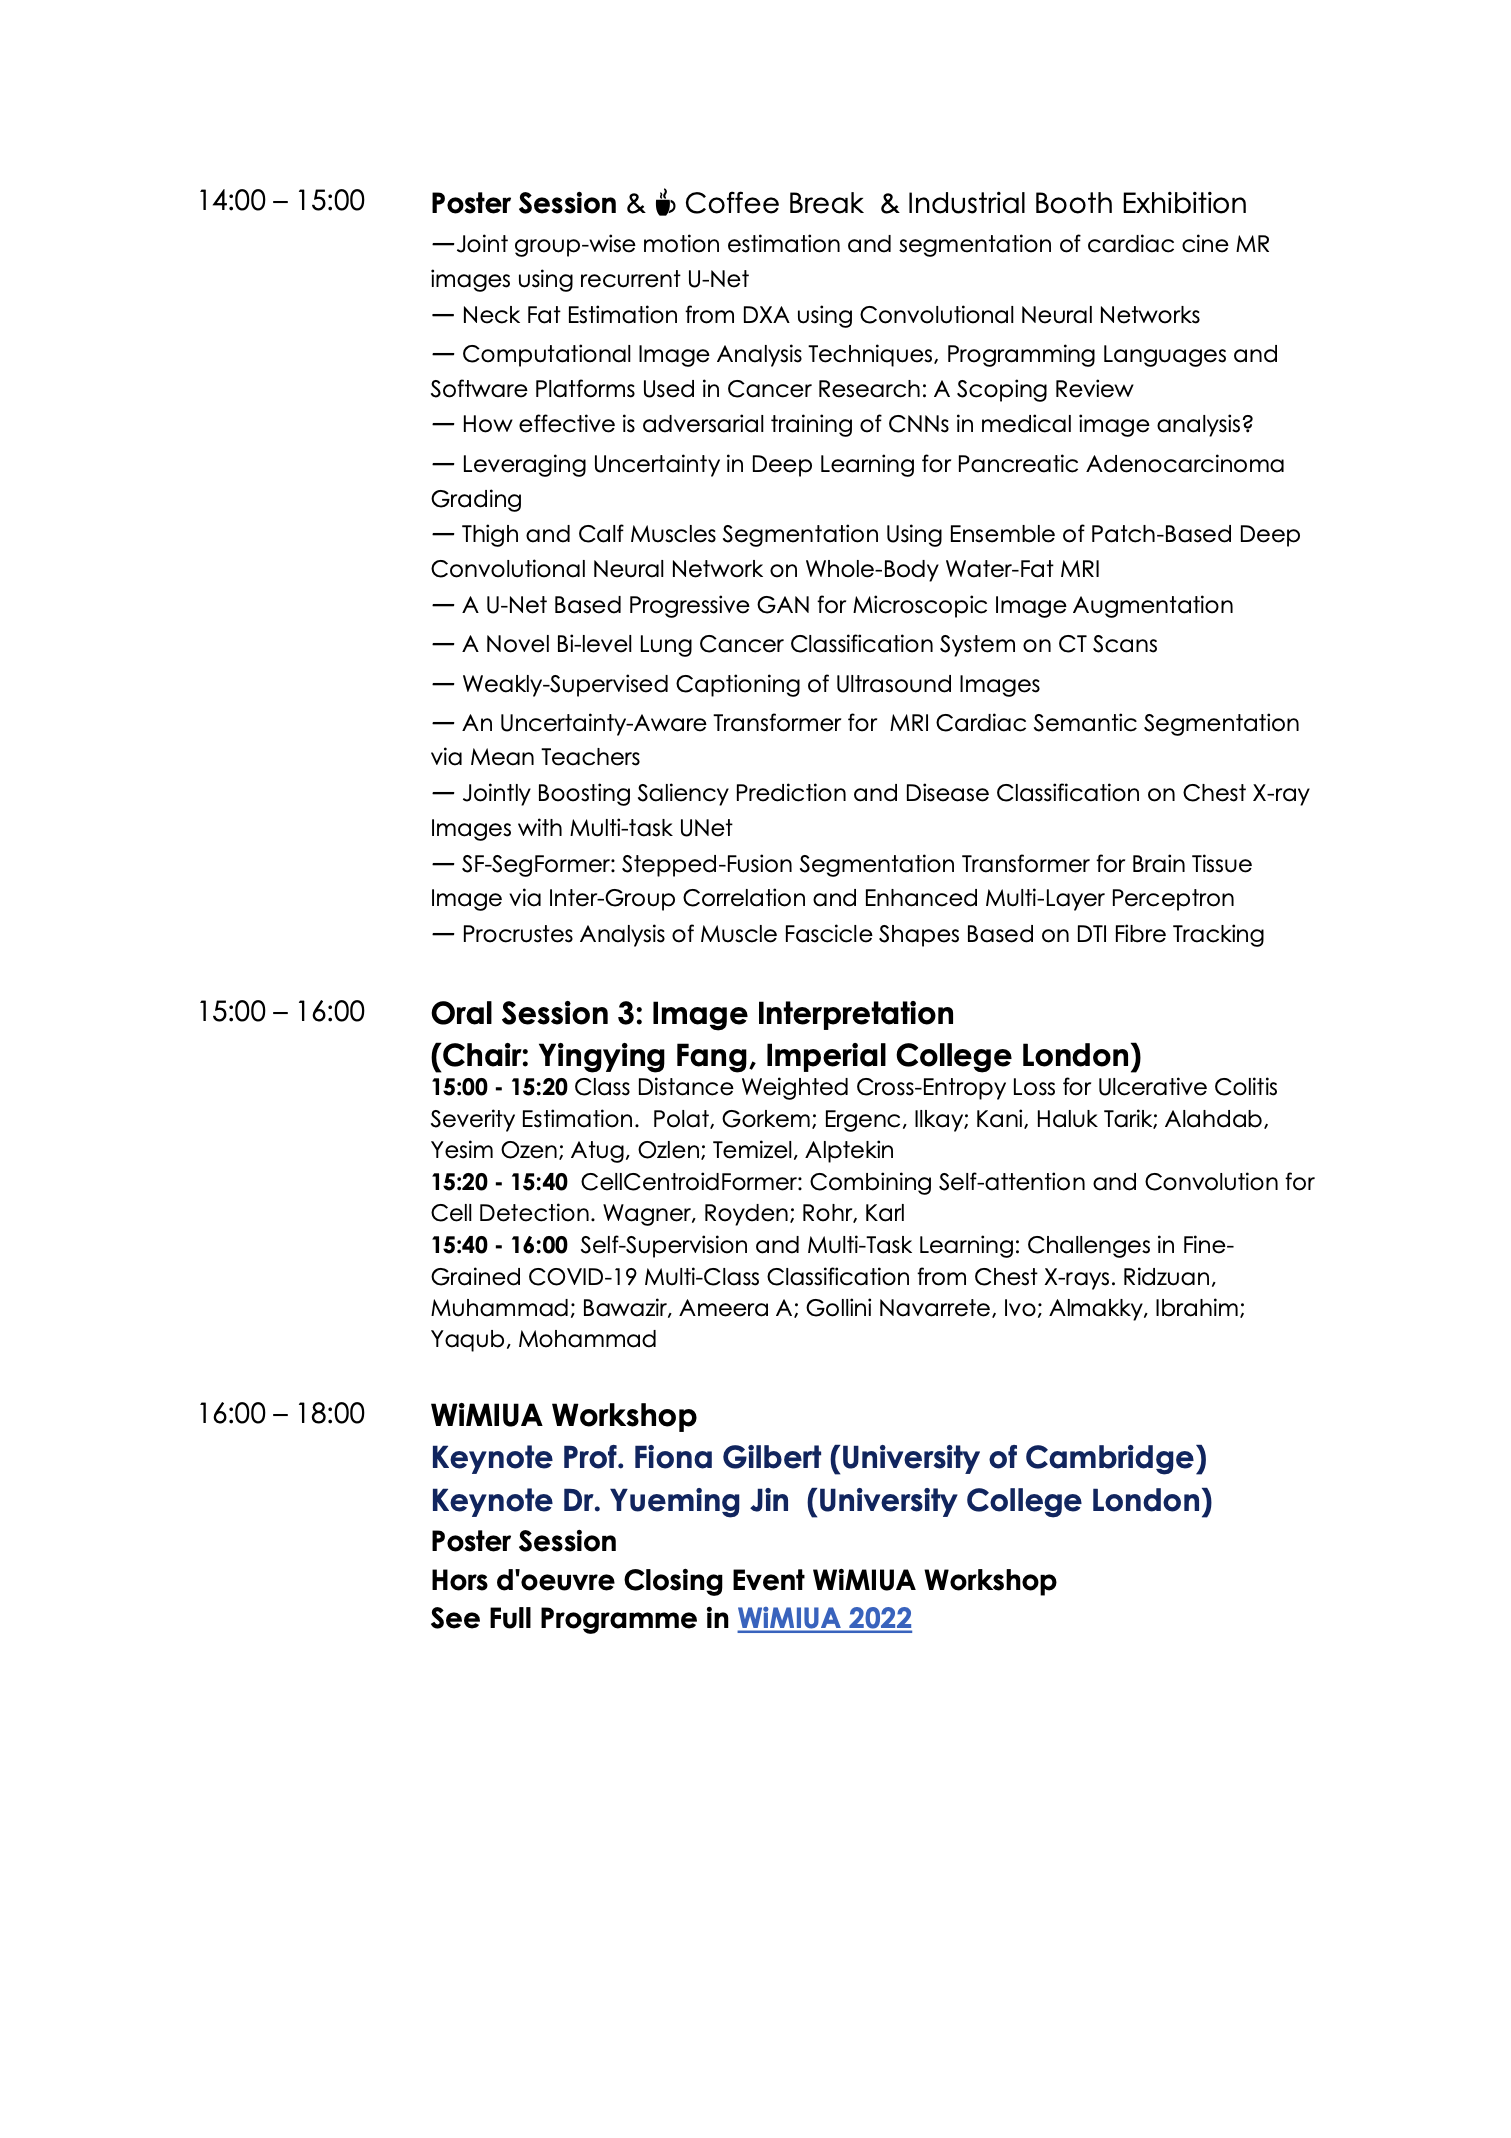 14:00 – 15:00 Poster Session & Coffee Break & Industrial Booth Exhibition
—Joint group-wise motion estimation and segmentation of cardiac cine MR
images using recurrent U-Net
— Neck Fat Estimation from DXA using Convolutional Neural Networks
— Computational Image Analysis Techniques, Programming Languages and
Software Platforms Used in Cancer Research: A Scoping Review
— How effective is adversarial training of CNNs in medical image analysis?
— Leveraging Uncertainty in Deep Learning for Pancreatic Adenocarcinoma
Grading
— Thigh and Calf Muscles Segmentation Using Ensemble of Patch-Based Deep
Convolutional Neural Network on Whole-Body Water-Fat MRI
— A U-Net Based Progressive GAN for Microscopic Image Augmentation
— A Novel Bi-level Lung Cancer Classification System on CT Scans
— Weakly-Supervised Captioning of Ultrasound Images
— An Uncertainty-Aware Transformer for MRI Cardiac Semantic Segmentation
via Mean Teachers
— Jointly Boosting Saliency Prediction and Disease Classification on Chest X-ray
Images with Multi-task UNet
— SF-SegFormer: Stepped-Fusion Segmentation Transformer for Brain Tissue
Image via Inter-Group Correlation and Enhanced Multi-Layer Perceptron
— Procrustes Analysis of Muscle Fascicle Shapes Based on DTI Fibre Tracking
15:00 – 16:00 Oral Session 3: Image Interpretation
(Chair: Yingying Fang, Imperial College London)
15:00 - 15:20 Class Distance Weighted Cross-Entropy Loss for Ulcerative Colitis
Severity Estimation. Polat, Gorkem; Ergenc, Ilkay; Kani, Haluk Tarik; Alahdab,
Yesim Ozen; Atug, Ozlen; Temizel, Alptekin
15:20 - 15:40 CellCentroidFormer: Combining Self-attention and Convolution for
Cell Detection. Wagner, Royden; Rohr, Karl
15:40 - 16:00 Self-Supervision and Multi-Task Learning: Challenges in Fine-
Grained COVID-19 Multi-Class Classification from Chest X-rays. Ridzuan,
Muhammad; Bawazir, Ameera A; Gollini Navarrete, Ivo; Almakky, Ibrahim;
Yaqub, Mohammad
16:00 – 18:00 WiMIUA Workshop
Keynote Prof. Fiona Gilbert (University of Cambridge)
Keynote Dr. Yueming Jin (University College London)
Poster Session
Hors d'oeuvre Closing Event WiMIUA Workshop
See Full Programme in WiMIUA 2022